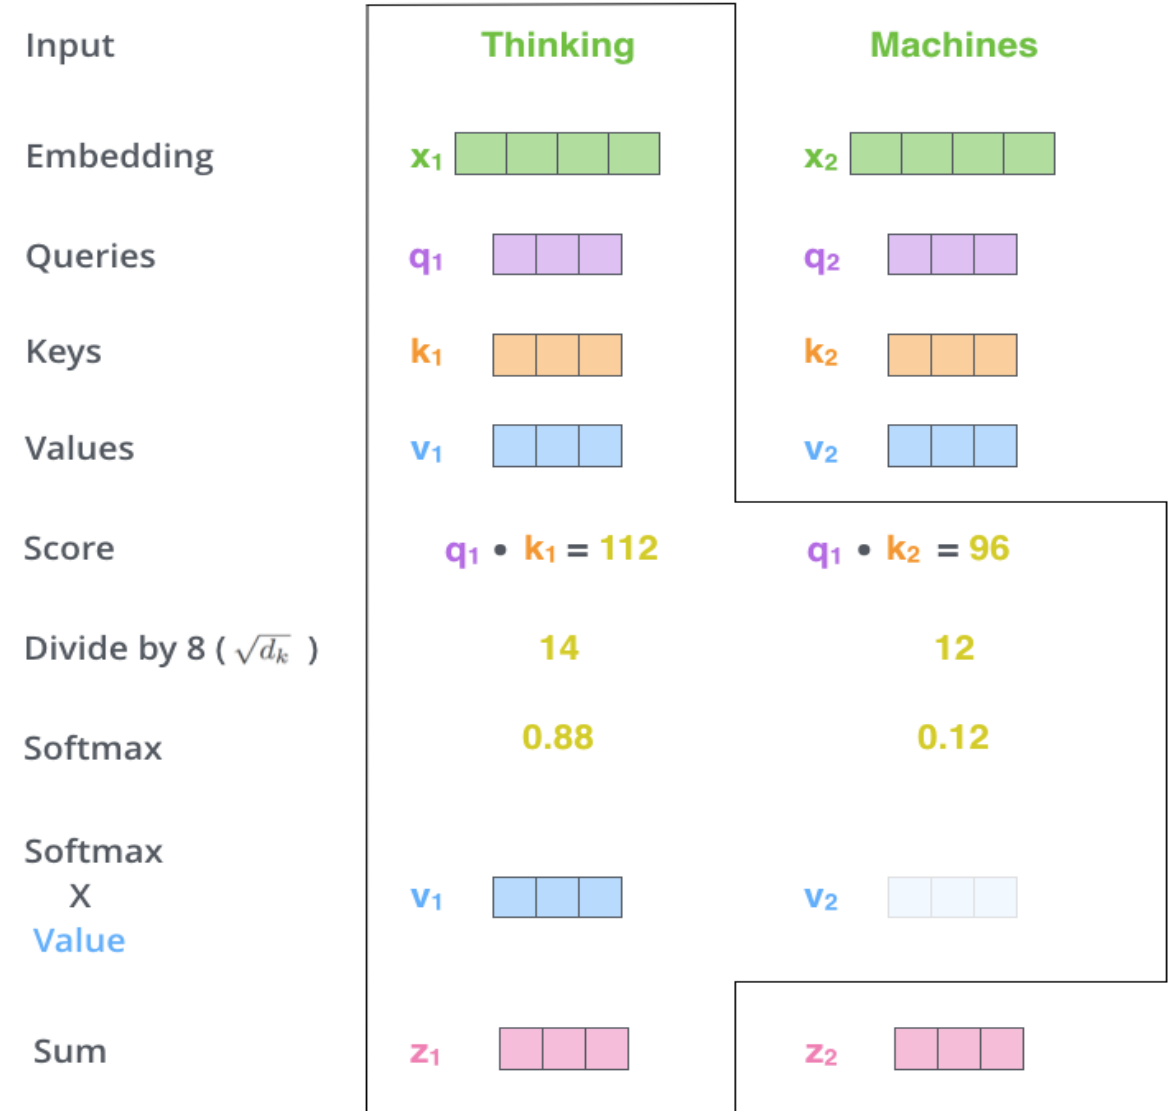 Input Thinking Machines
Embedding x₁ x₂
Queries q₁ q₂
Keys k₁ k₂
Values v₁ v₂
Score q₁ • k₁ = 112 q₁ • k₂ = 96
Divide by 8 ( √dₖ ) 14 12
Softmax 0.88 0.12
Softmax
X v₁ v₂
Value
Sum z₁ z₂